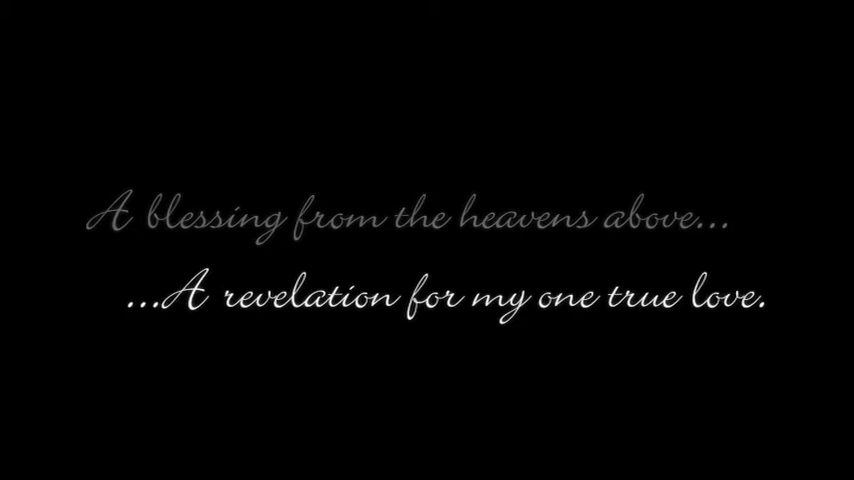 A blessing from the heavens above...
...A revelation for my one true love.